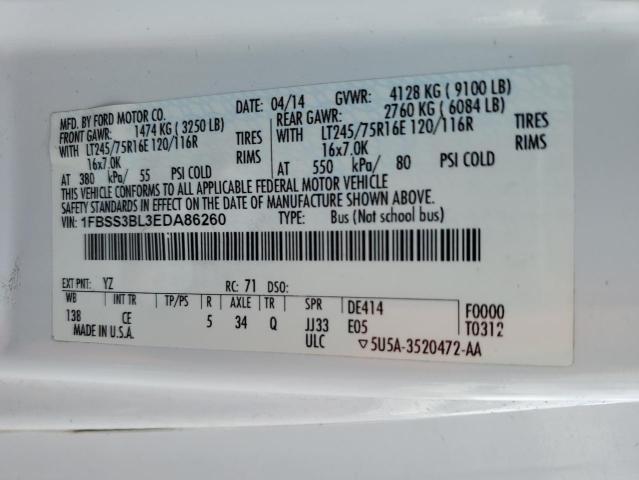 MFD. BY FORD MOTOR CO. DATE: 04/14 GVWR: 4128 KG ( 9100 LB)
FRONT GAWR: 1474 KG ( 3250 LB) REAR GAWR: 2760 KG ( 6084 LB)
WITH LT245/75R16E 120/116R TIRES WITH LT245/75R16E 120/116R TIRES
16x7.0K RIMS 16x7.0K RIMS
AT 380 kPa/ 55 PSI COLD AT 550 kPa/ 80 PSI COLD
THIS VEHICLE CONFORMS TO ALL APPLICABLE FEDERAL MOTOR VEHICLE
SAFETY STANDARDS IN EFFECT ON THE DATE OF MANUFACTURE SHOWN ABOVE.
VIN: 1FBSS3BL3EDA86260 TYPE: Bus (Not school bus)
EXT PNT: YZ RC: 71 DSO:
WB INT TR TP/PS R AXLE TR SPR DE414 F0000
138 CE 5 34 Q JJ33 E05 T0312
MADE IN U.S.A. ULC ▽5U5A-3520472-AA